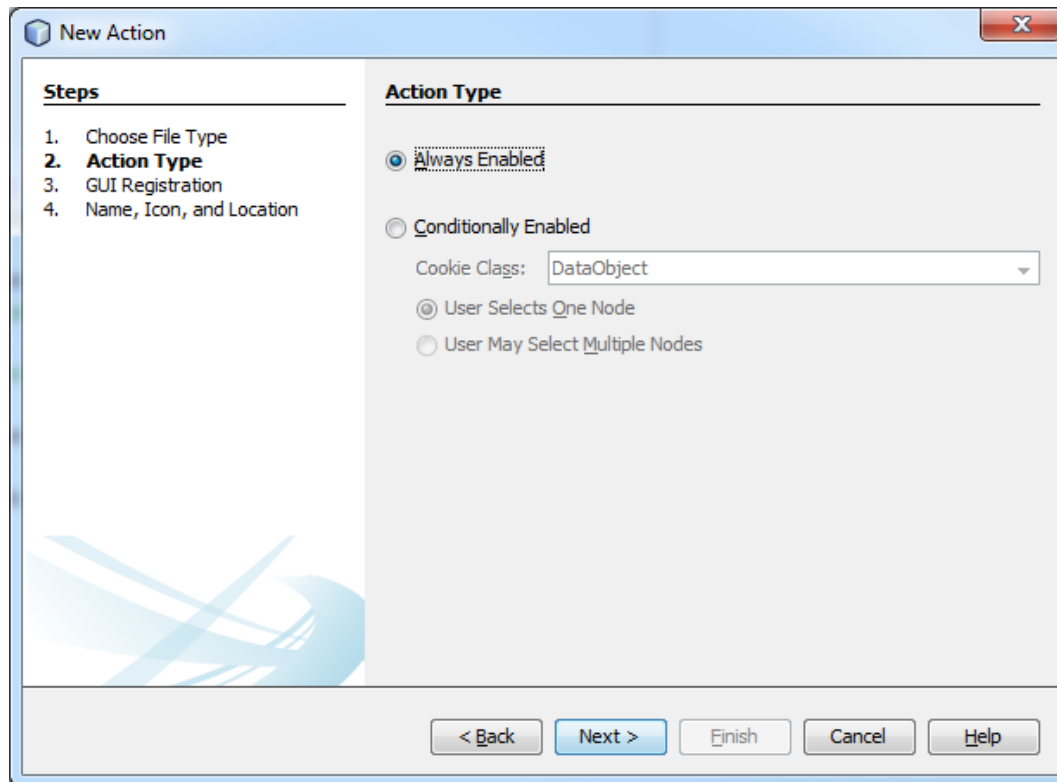 New Action
Steps
1. Choose File Type
2. Action Type
3. GUI Registration
4. Name, Icon, and Location
Action Type
Always Enabled
Conditionally Enabled
Cookie Class: DataObject
User Selects One Node
User May Select Multiple Nodes
< Back Next > Finish Cancel Help